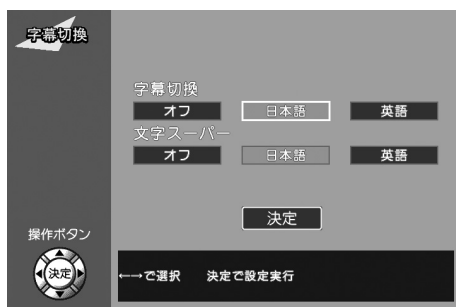 字幕切換
字幕切換
オフ 日本語 英語
文字スーパー
オフ 日本語 英語
決定
操作ボタン
決定
←→で選択 決定で設定実行